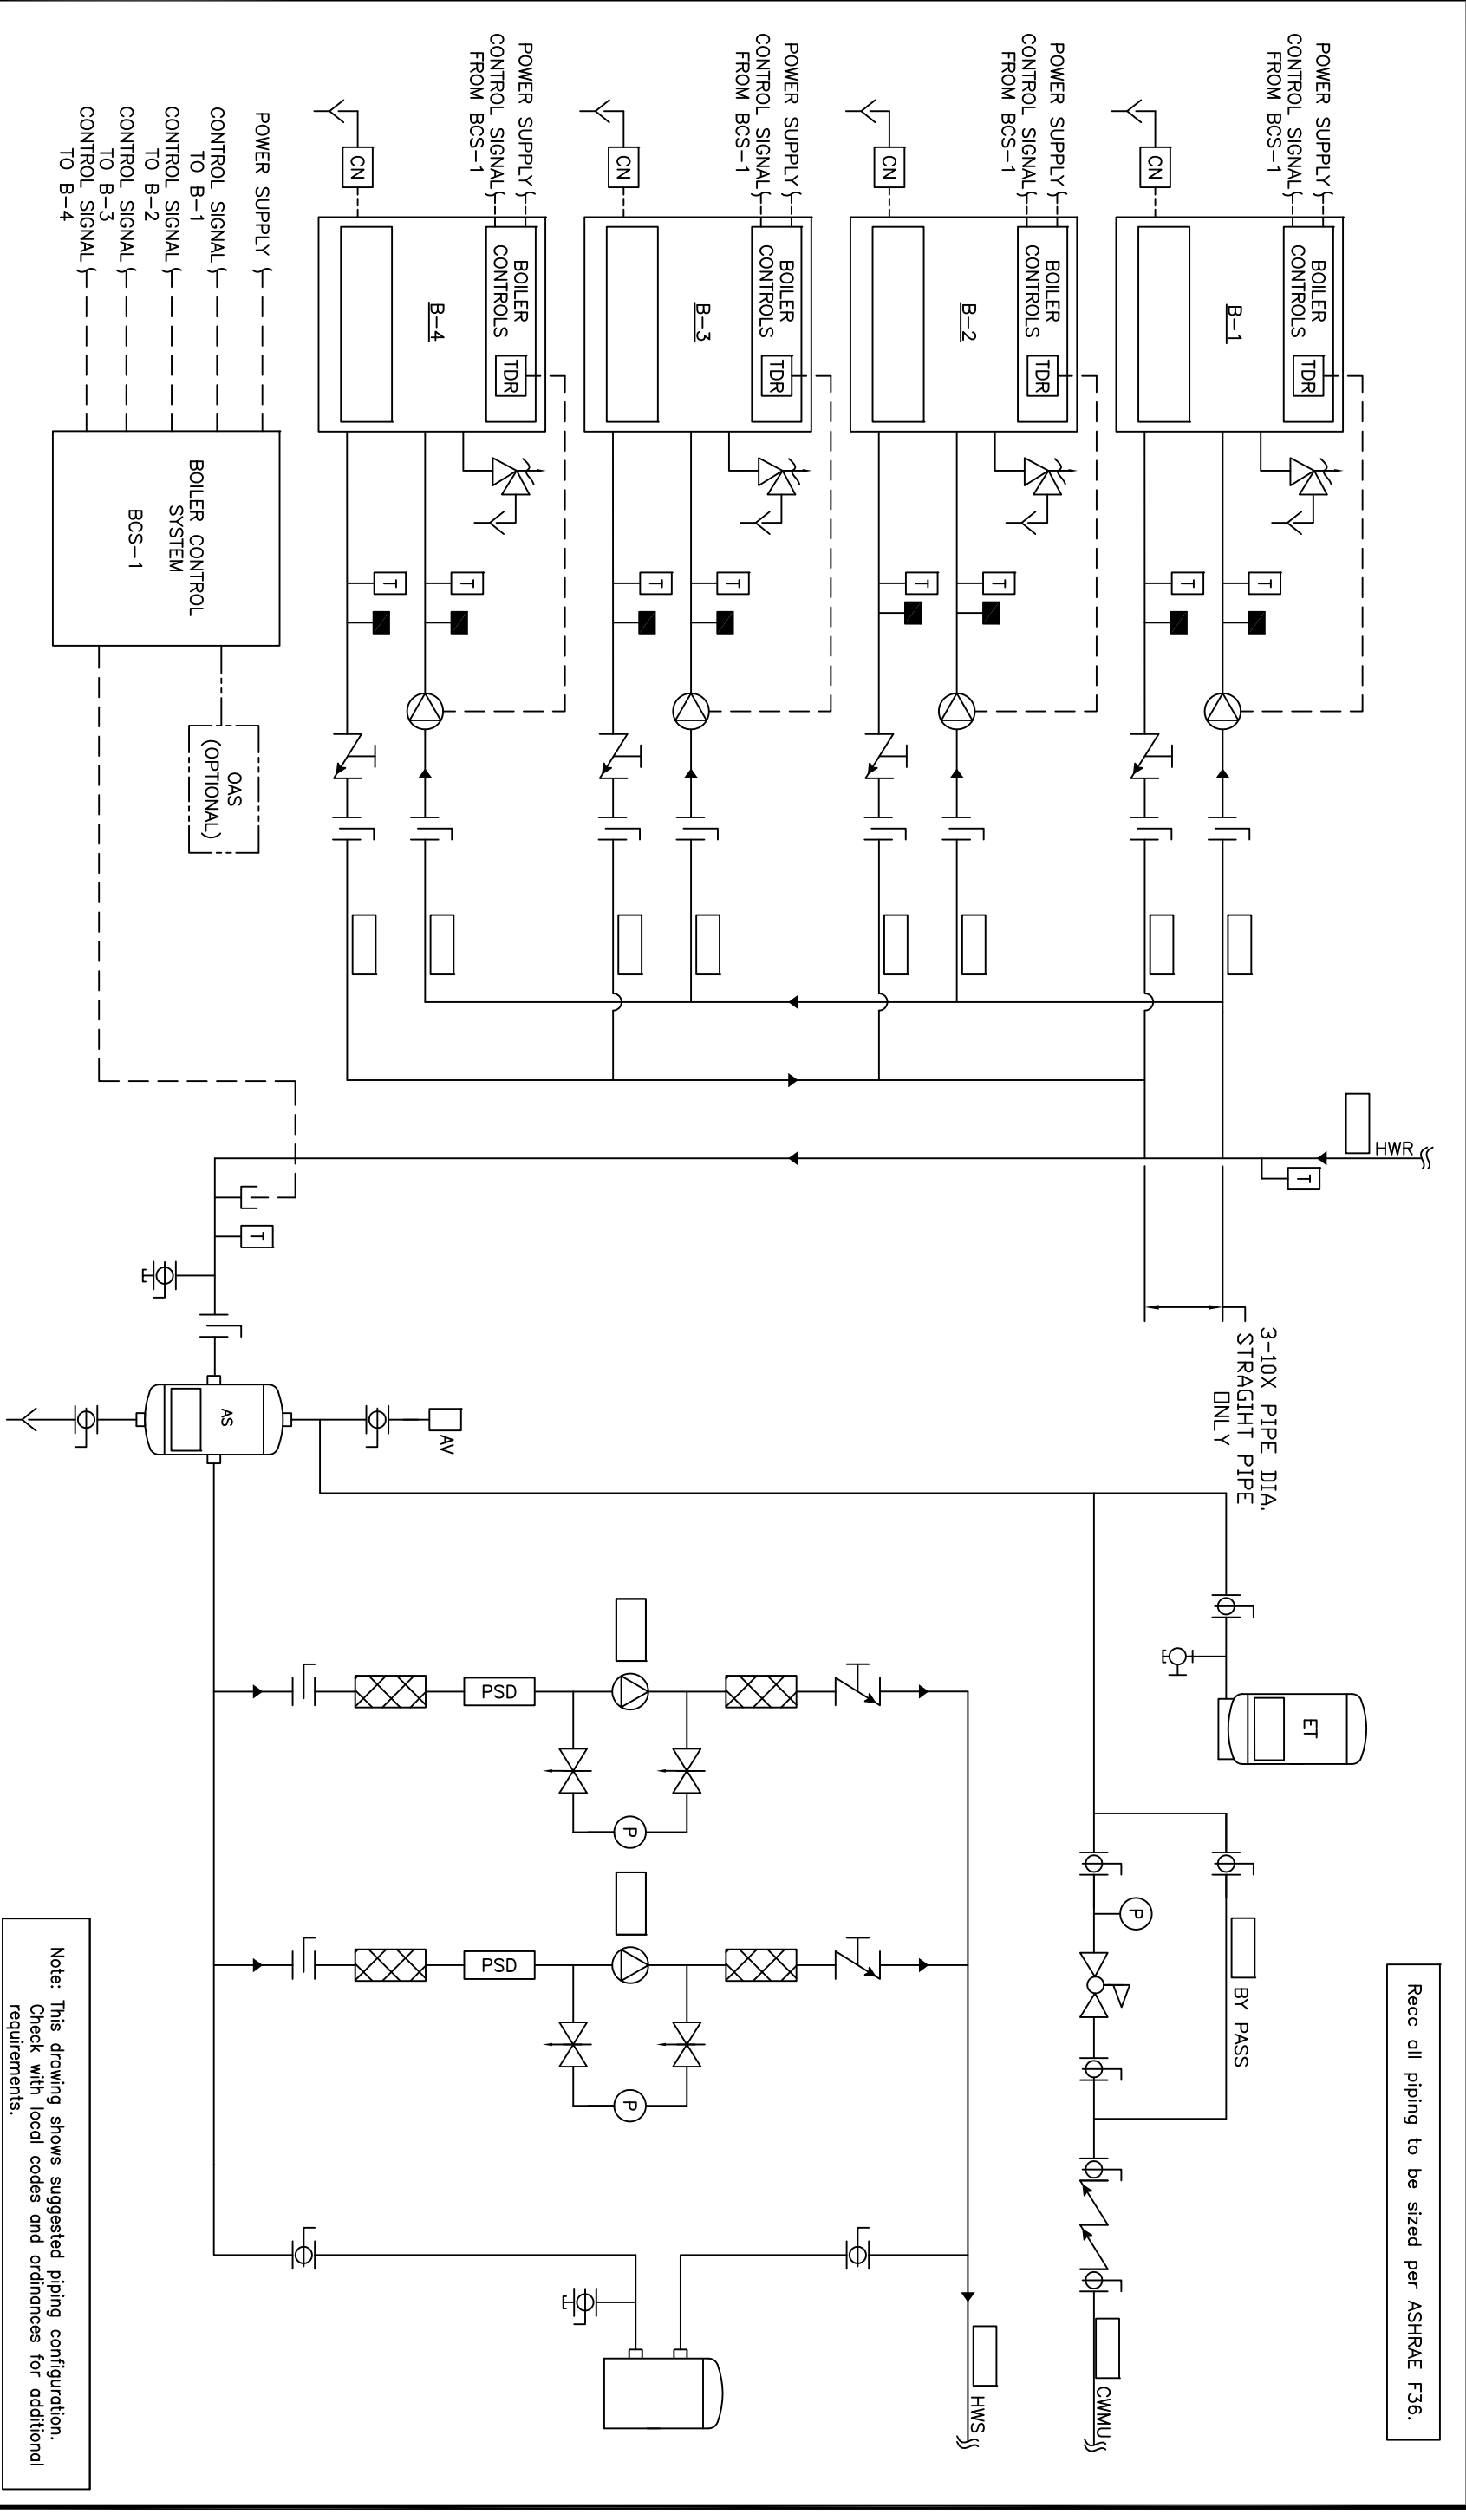 POWER SUPPLY
CONTROL SIGNAL
FROM BCS-1
CN
BOILER
CONTROLS
TDR
B-4
T
T
POWER SUPPLY
CONTROL SIGNAL
FROM BCS-1
CN
BOILER
CONTROLS
TDR
B-3
T
T
POWER SUPPLY
CONTROL SIGNAL
FROM BCS-1
CN
BOILER
CONTROLS
TDR
B-2
T
T
POWER SUPPLY
CONTROL SIGNAL
FROM BCS-1
CN
BOILER
CONTROLS
TDR
B-1
T
T
POWER SUPPLY
CONTROL SIGNAL
TO B-1
CONTROL SIGNAL
TO B-2
CONTROL SIGNAL
TO B-3
CONTROL SIGNAL
TO B-4
BOILER CONTROL
SYSTEM
BCS-1
OAS
(OPTIONAL)
HWR
T
T
3-10X PIPE DIA.
STRAGIHT PIPE
ONLY
AS
AV
ET
PSD
P
PSD
P
P
BY PASS
HWS
CWMU
Recc all piping to be sized per ASHRAE F36.
Note: This drawing shows suggested piping configuration.
Check with local codes and ordinances for additional
requirements.